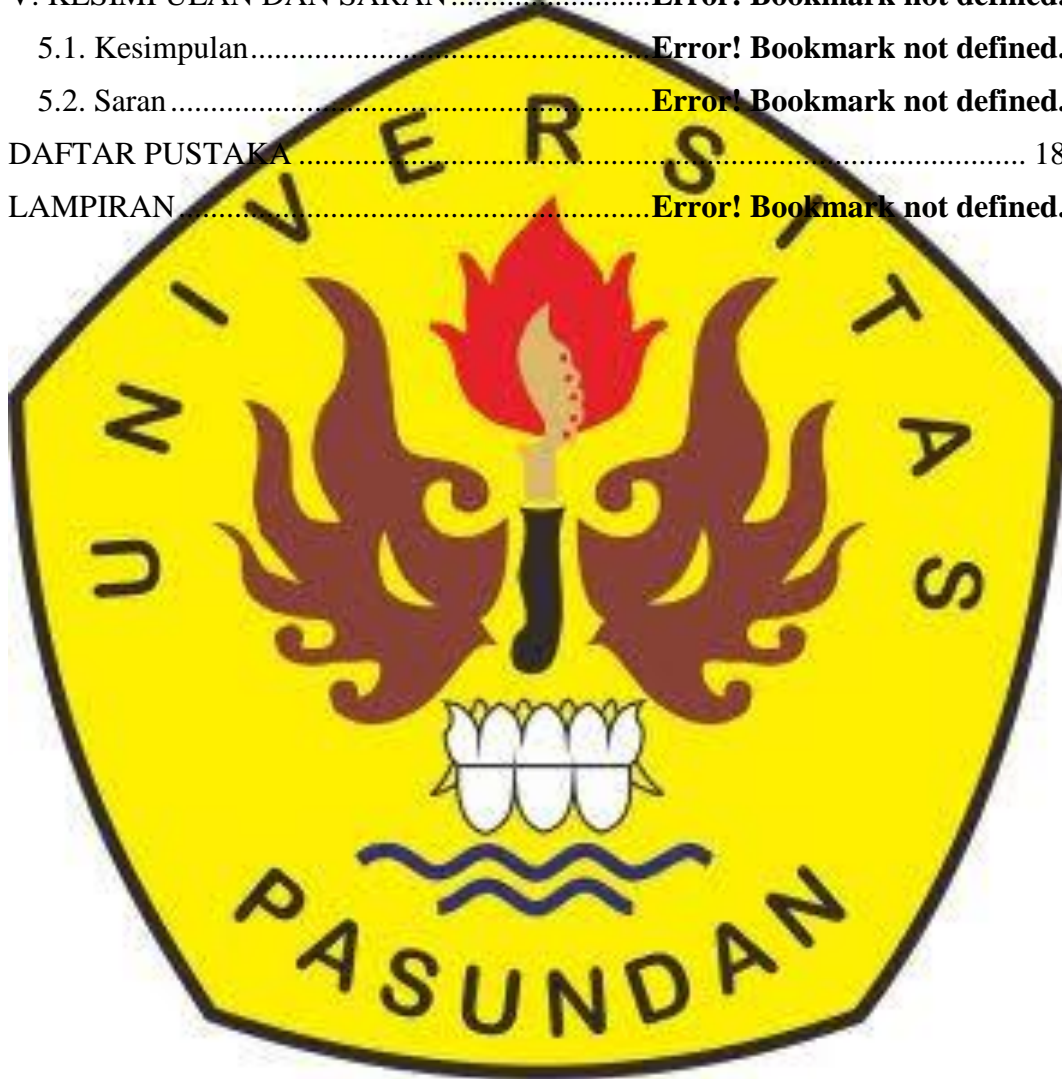 V. KESIMPULAN DAN SARAN........................Error! Bookmark not defined.
5.1. Kesimpulan........................................Error! Bookmark not defined.
5.2. Saran................................................Error! Bookmark not defined.
DAFTAR PUSTAKA ........................................................................ 18
LAMPIRAN...............................................Error! Bookmark not defined.
UNIVERSITAS
PASUNDAN